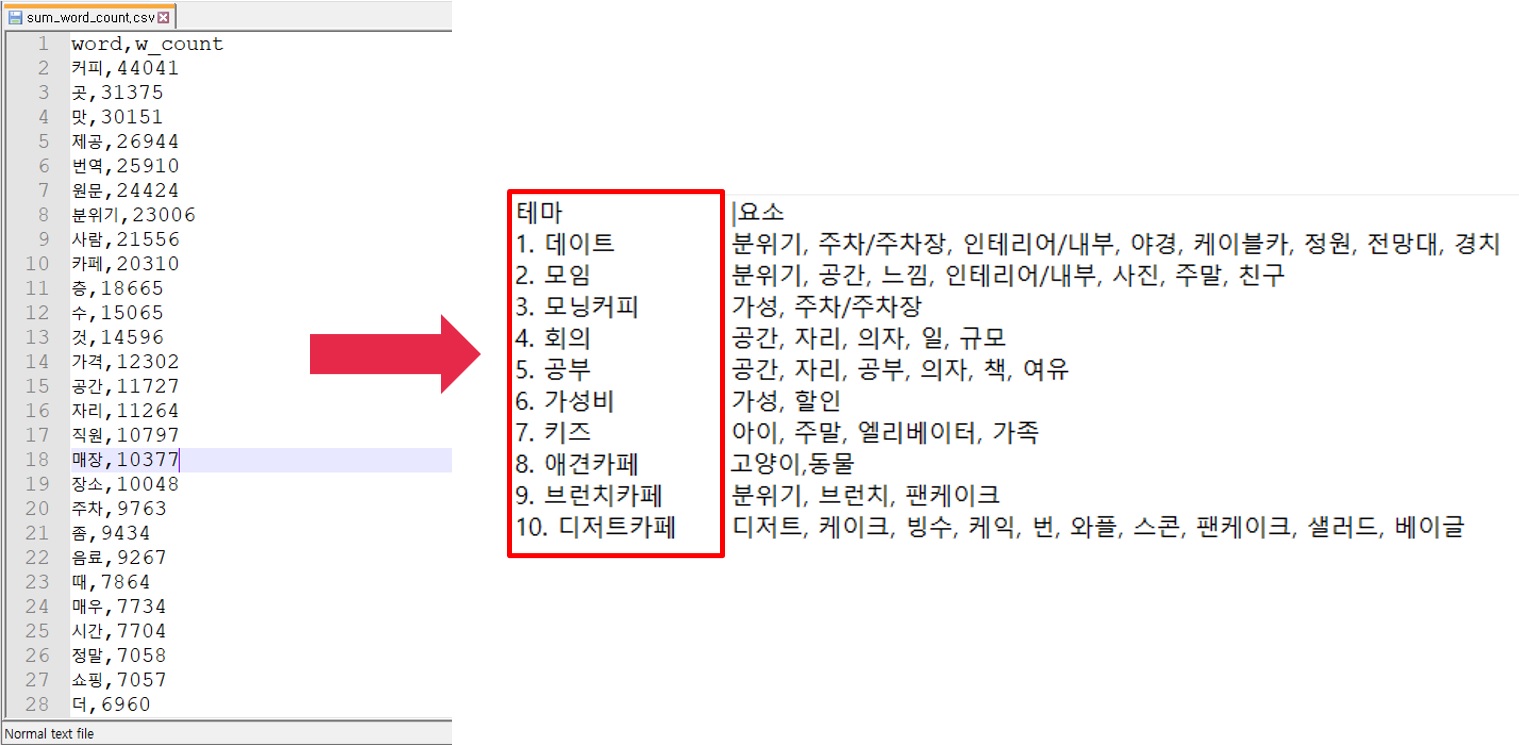 sum_word_count.csv
1 word,w_count
2 커피,44041
3 곳,31375
4 맛,30151
5 제공,26944
6 번역,25910
7 원문,24424
8 분위기,23006
9 사람,21556
10 카페,20310
11 층,18665
12 수,15065
13 것,14596
14 가격,12302
15 공간,11727
16 자리,11264
17 직원,10797
18 매장,10377
19 장소,10048
20 주차,9763
21 좀,9434
22 음료,9267
23 때,7864
24 매우,7734
25 시간,7704
26 정말,7058
27 쇼핑,7057
28 더,6960
Normal text file
테마 |요소
1. 데이트 분위기, 주차/주차장, 인테리어/내부, 야경, 케이블카, 정원, 전망대, 경치
2. 모임 분위기, 공간, 느낌, 인테리어/내부, 사진, 주말, 친구
3. 모닝커피 가성, 주차/주차장
4. 회의 공간, 자리, 의자, 일, 규모
5. 공부 공간, 자리, 공부, 의자, 책, 여유
6. 가성비 가성, 할인
7. 키즈 아이, 주말, 엘리베이터, 가족
8. 애견카페 고양이,동물
9. 브런치카페 분위기, 브런치, 팬케이크
10. 디저트카페 디저트, 케이크, 빙수, 케익, 번, 와플, 스콘, 팬케이크, 샐러드, 베이글